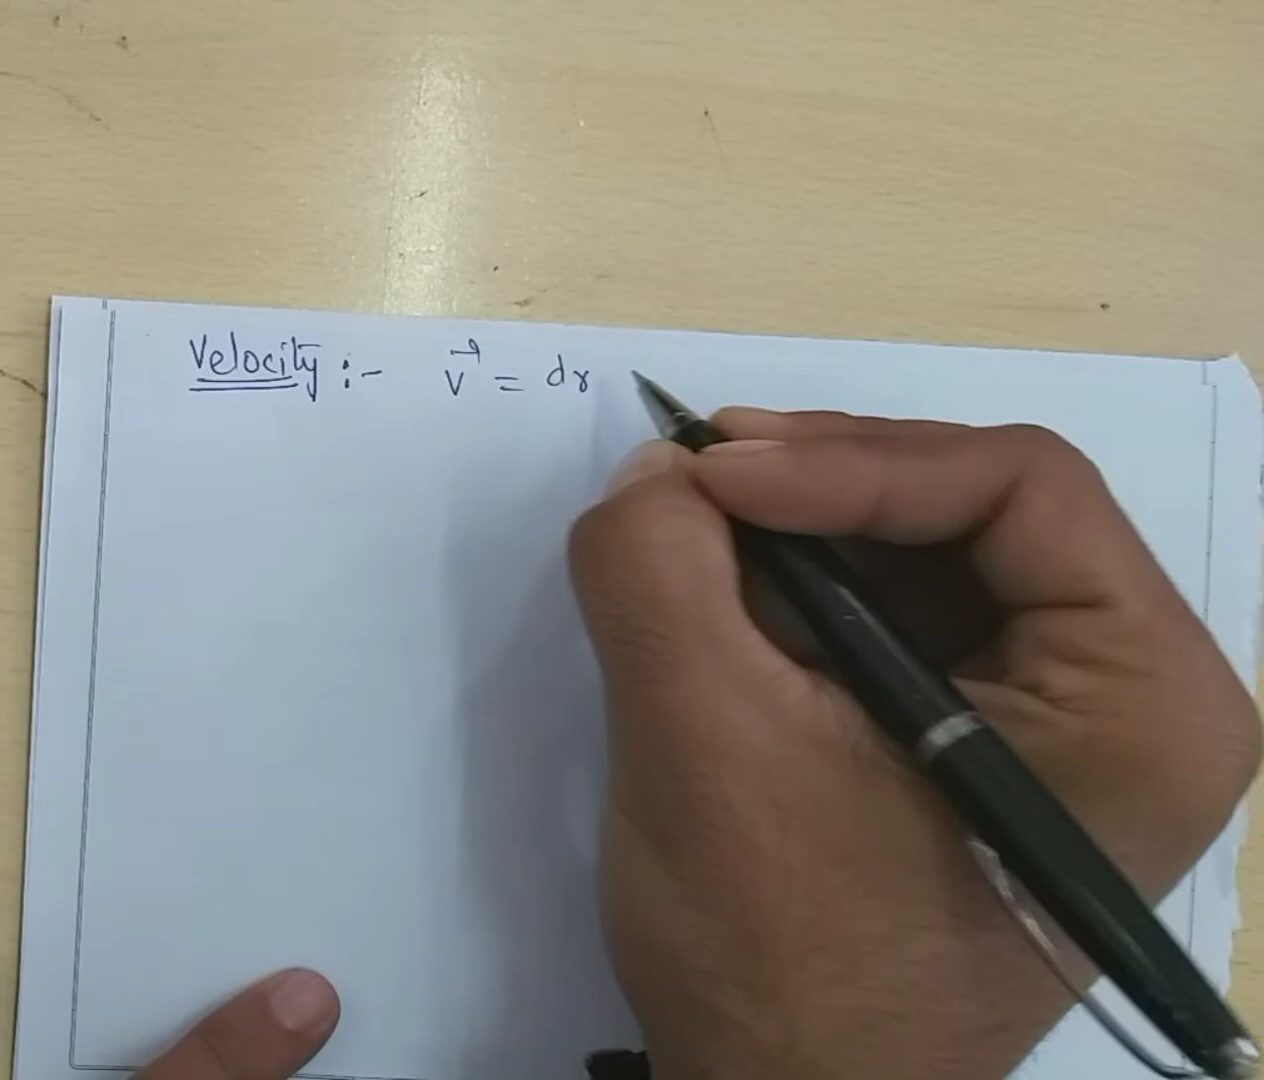 Velocity :- v⃗ = dr